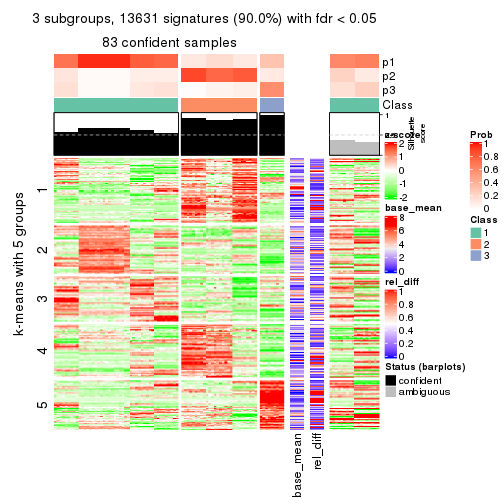 3 subgroups, 13631 signatures (90.0%) with fdr < 0.05
83 confident samples
p1
p2
p3
Class
1
Silhouette
score
z-score
2
1
0
-1
-2
Prob
1
0.8
0.6
0.4
0.2
0
base_mean
8
6
4
2
0
Class
1
2
3
rel_diff
1
0.8
0.6
0.4
0.2
0
Status (barplots)
confident
ambiguous
k-means with 5 groups
1
2
3
4
5
base_mean
rel_diff